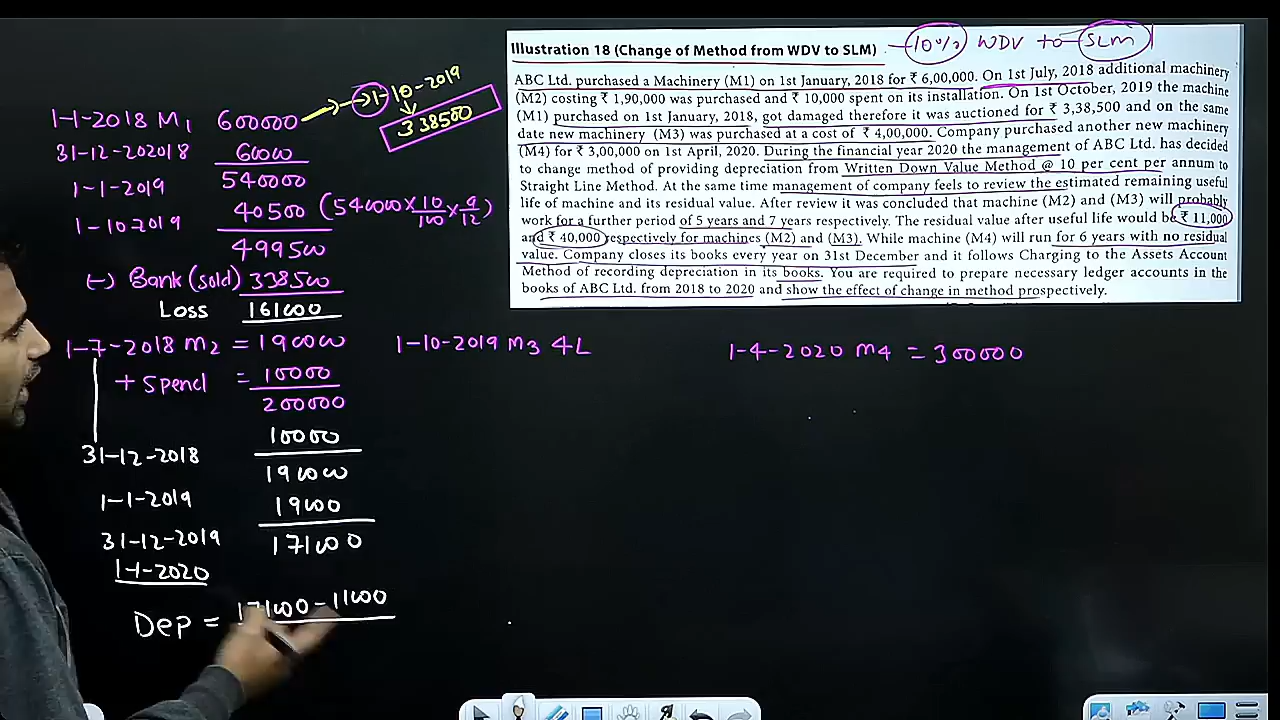 Illustration 18 (Change of Method from WDV to SLM) - 10% WDV to SLM
ABC Ltd. purchased a Machinery (M1) on 1st January, 2018 for ₹ 6,00,000. On 1st July, 2018 additional machinery
(M2) costing ₹ 1,90,000 was purchased and ₹ 10,000 spent on its installation. On 1st October, 2019 the machine
(M1) purchased on 1st January, 2018, got damaged therefore it was auctioned for ₹ 3,38,500 and on the same
date new machinery (M3) was purchased at a cost of ₹ 4,00,000. Company purchased another new machinery
(M4) for ₹ 3,00,000 on 1st April, 2020. During the financial year 2020 the management of ABC Ltd. has decided
to change method of providing depreciation from Written Down Value Method @ 10 per cent per annum to
Straight Line Method. At the same time management of company feels to review the estimated remaining useful
life of machine and its residual value. After review it was concluded that machine (M2) and (M3) will probably
work for a further period of 5 years and 7 years respectively. The residual value after useful life would be ₹ 11,000
and ₹ 40,000 respectively for machines (M2) and (M3). While machine (M4) will run for 6 years with no residual
value. Company closes its books every year on 31st December and it follows Charging to the Assets Account
Method of recording depreciation in its books. You are required to prepare necessary ledger accounts in the
books of ABC Ltd. from 2018 to 2020 and show the effect of change in method prospectively.
1-1-2018 M1 600000 → 1-10-2019
338500
31-12-202018 60000
1-1-2019 540000
1-10-2019 40500 (540000 × 10/100 × 9/12)
499500
(-) Bank (sold) 338500
Loss 161000
1-7-2018 M2 = 190000
+ Spend = 10000
200000
10000
31-12-2018 190000
1-1-2019 19000
31-12-2019 171000
1-1-2020
Dep = 171000 - 11000
1-10-2019 M3 4L
1-4-2020 M4 = 300000